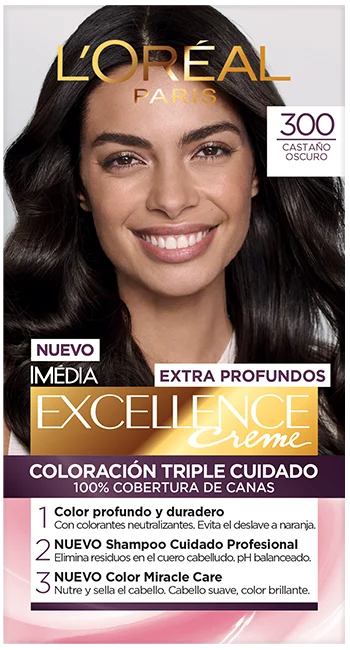 L'ORÉAL
PARIS
300
CASTAÑO
OSCURO
NUEVO
IMÉDIA
EXTRA PROFUNDOS
EXCELLENCE
Creme
COLORACIÓN TRIPLE CUIDADO
100% COBERTURA DE CANAS
1 Color profundo y duradero
Con colorantes neutralizantes. Evita el deslave a naranja.
2 NUEVO Shampoo Cuidado Profesional
Elimina residuos en el cuero cabelludo. pH balanceado.
3 NUEVO Color Miracle Care
Nutre y sella el cabello. Cabello suave, color brillante.